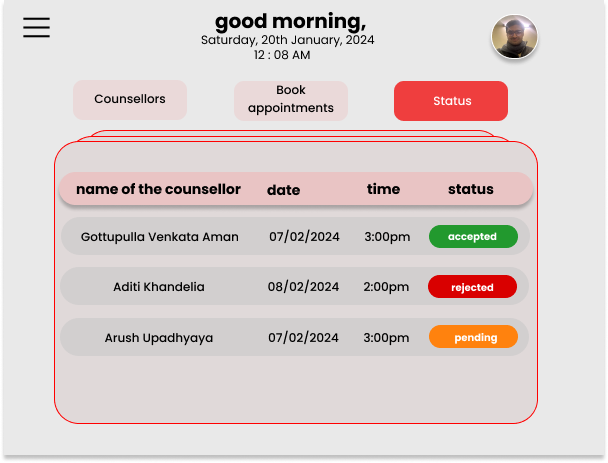 good morning,
Saturday, 20th January, 2024
12 : 08 AM
Counsellors
Book
appointments
Status
name of the counsellor date time status
Gottupulla Venkata Aman 07/02/2024 3:00pm accepted
Aditi Khandelia 08/02/2024 2:00pm rejected
Arush Upadhyaya 07/02/2024 3:00pm pending